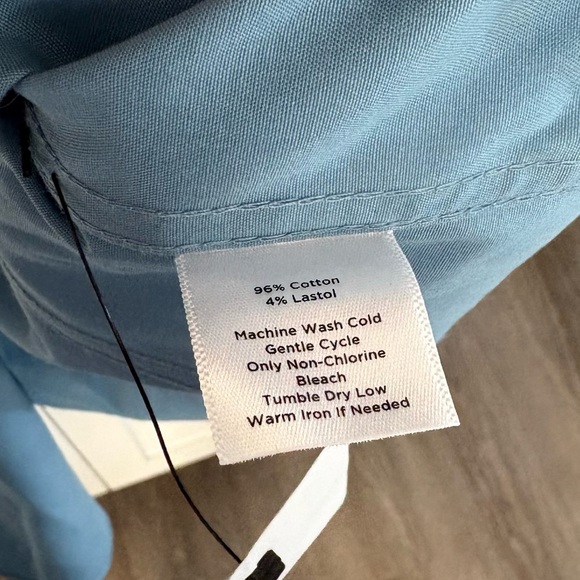 96% Cotton
4% Lastol
Machine Wash Cold
Gentle Cycle
Only Non-Chlorine
Bleach
Tumble Dry Low
Warm Iron If Needed